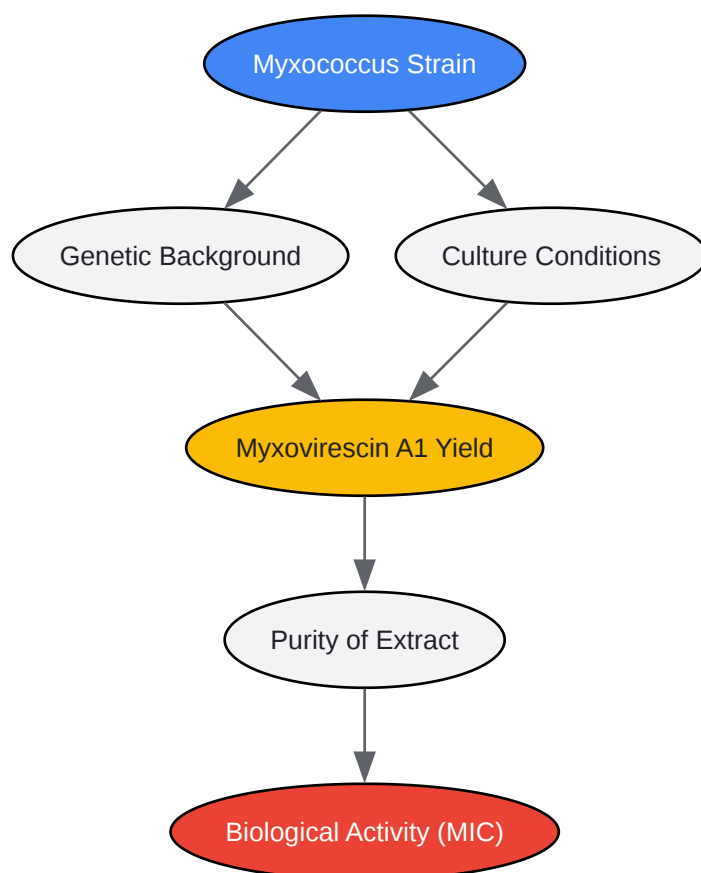 Myxococcus Strain
Genetic Background
Culture Conditions
Myxovirescin A1 Yield
Purity of Extract
Biological Activity (MIC)